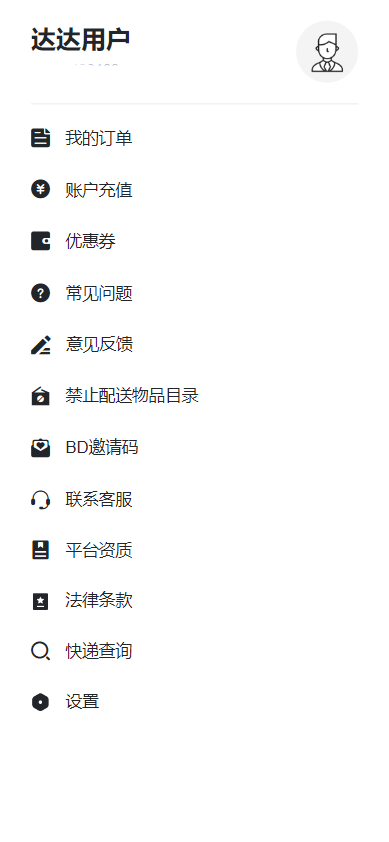 达达用户
我的订单
账户充值
优惠券
常见问题
意见反馈
禁止配送物品目录
BD邀请码
联系客服
平台资质
法律条款
快递查询
设置